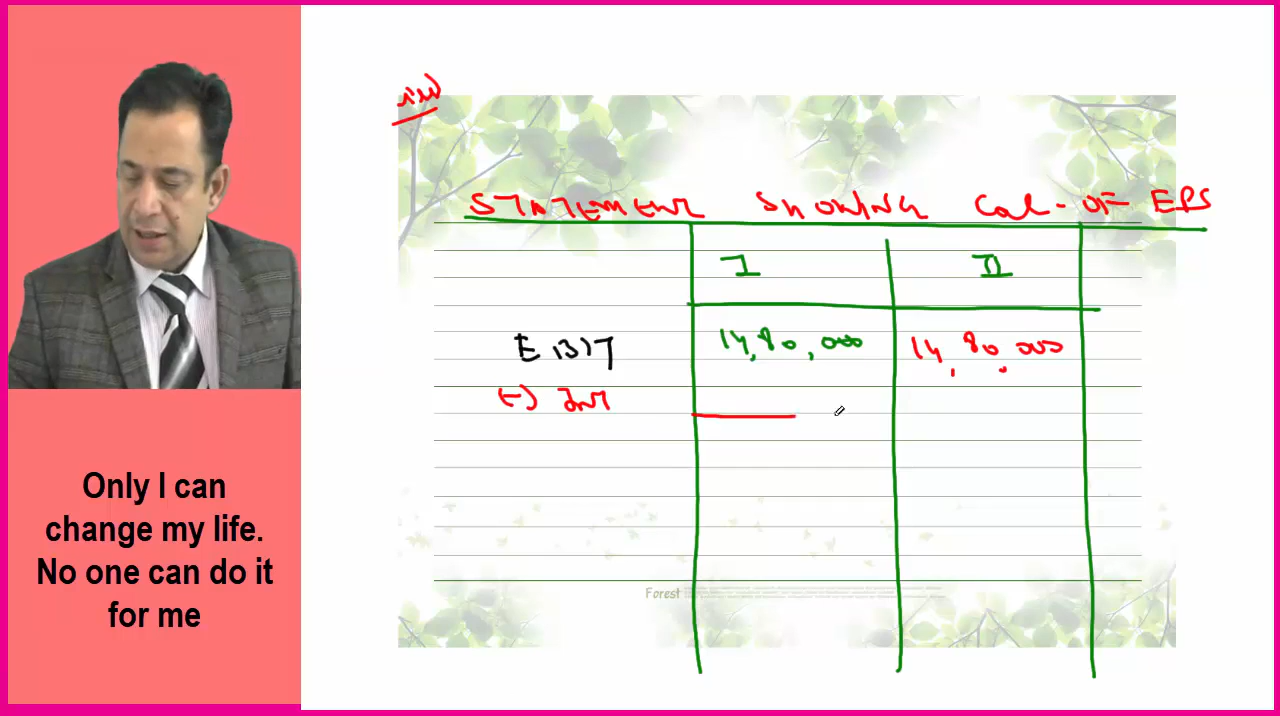 (iii)
STATEMENT SHOWING Cal- OF EPS
I II
EBIT 14,80,000 14,80,000
(-) Int
Forest
Only I can
change my life.
No one can do it
for me